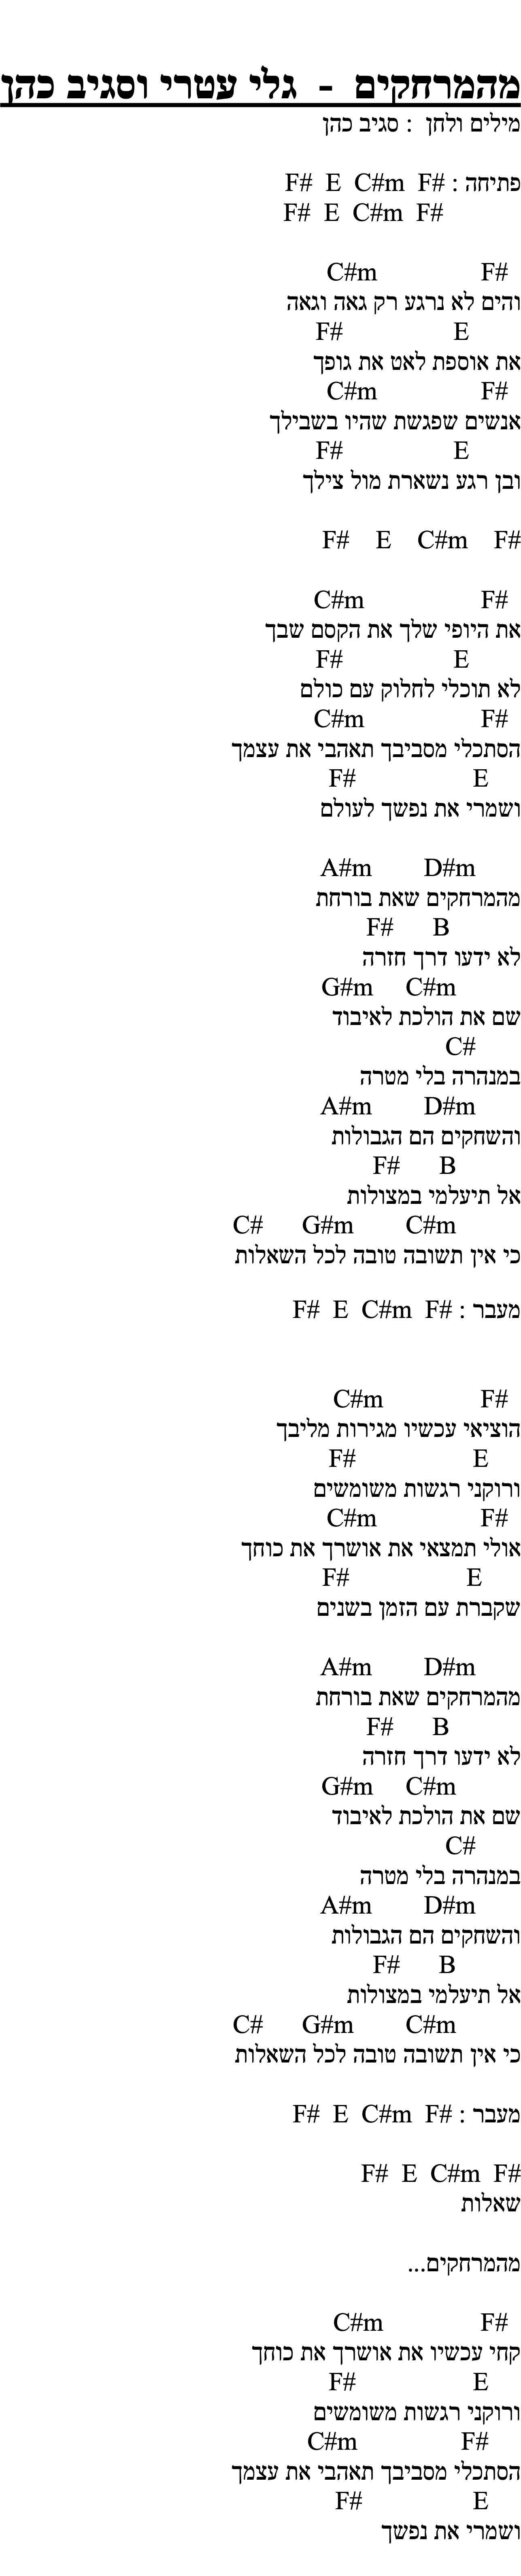 מהמרחקים - גלי עטרי וסגיב כהן
מילים ולחן : סגיב כהן
פתיחה : F# E C#m F#
F# E C#m F#
C#m F#
והים לא נרגע רק גאה וגאה
F# E
את אוספת לאט את גופך
C#m F#
אנשים שפגשת שהיו בשבילך
F# E
ובן רגע נשארת מול צילך
F# E C#m F#
C#m F#
את היופי שלך את הקסם שבך
F# E
לא תוכלי לחלוק עם כולם
C#m F#
הסתכלי מסביבך תאהבי את עצמך
F# E
ושמרי את נפשך לעולם
A#m D#m
מהמרחקים שאת בורחת
F# B
לא ידעו דרך חזרה
G#m C#m
שם את הולכת לאיבוד
C#
במנהרה בלי מטרה
A#m D#m
והשחקים הם הגבולות
F# B
אל תיעלמי במצולות
C# G#m C#m
כי אין תשובה טובה לכל השאלות
מעבר : F# E C#m F#
C#m F#
הוציאי עכשיו מגירות מליבך
F# E
ורוקני רגשות משומשים
C#m F#
אולי תמצאי את אושרך את כוחך
F# E
שקברת עם הזמן בשנים
A#m D#m
מהמרחקים שאת בורחת
F# B
לא ידעו דרך חזרה
G#m C#m
שם את הולכת לאיבוד
C#
במנהרה בלי מטרה
A#m D#m
והשחקים הם הגבולות
F# B
אל תיעלמי במצולות
C# G#m C#m
כי אין תשובה טובה לכל השאלות
מעבר : F# E C#m F#
F# E C#m F#
שאלות
מהמרחקים...
C#m F#
קחי עכשיו את אושרך את כוחך
F# E
ורוקני רגשות משומשים
C#m F#
הסתכלי מסביבך תאהבי את עצמך
F# E
ושמרי את נפשך